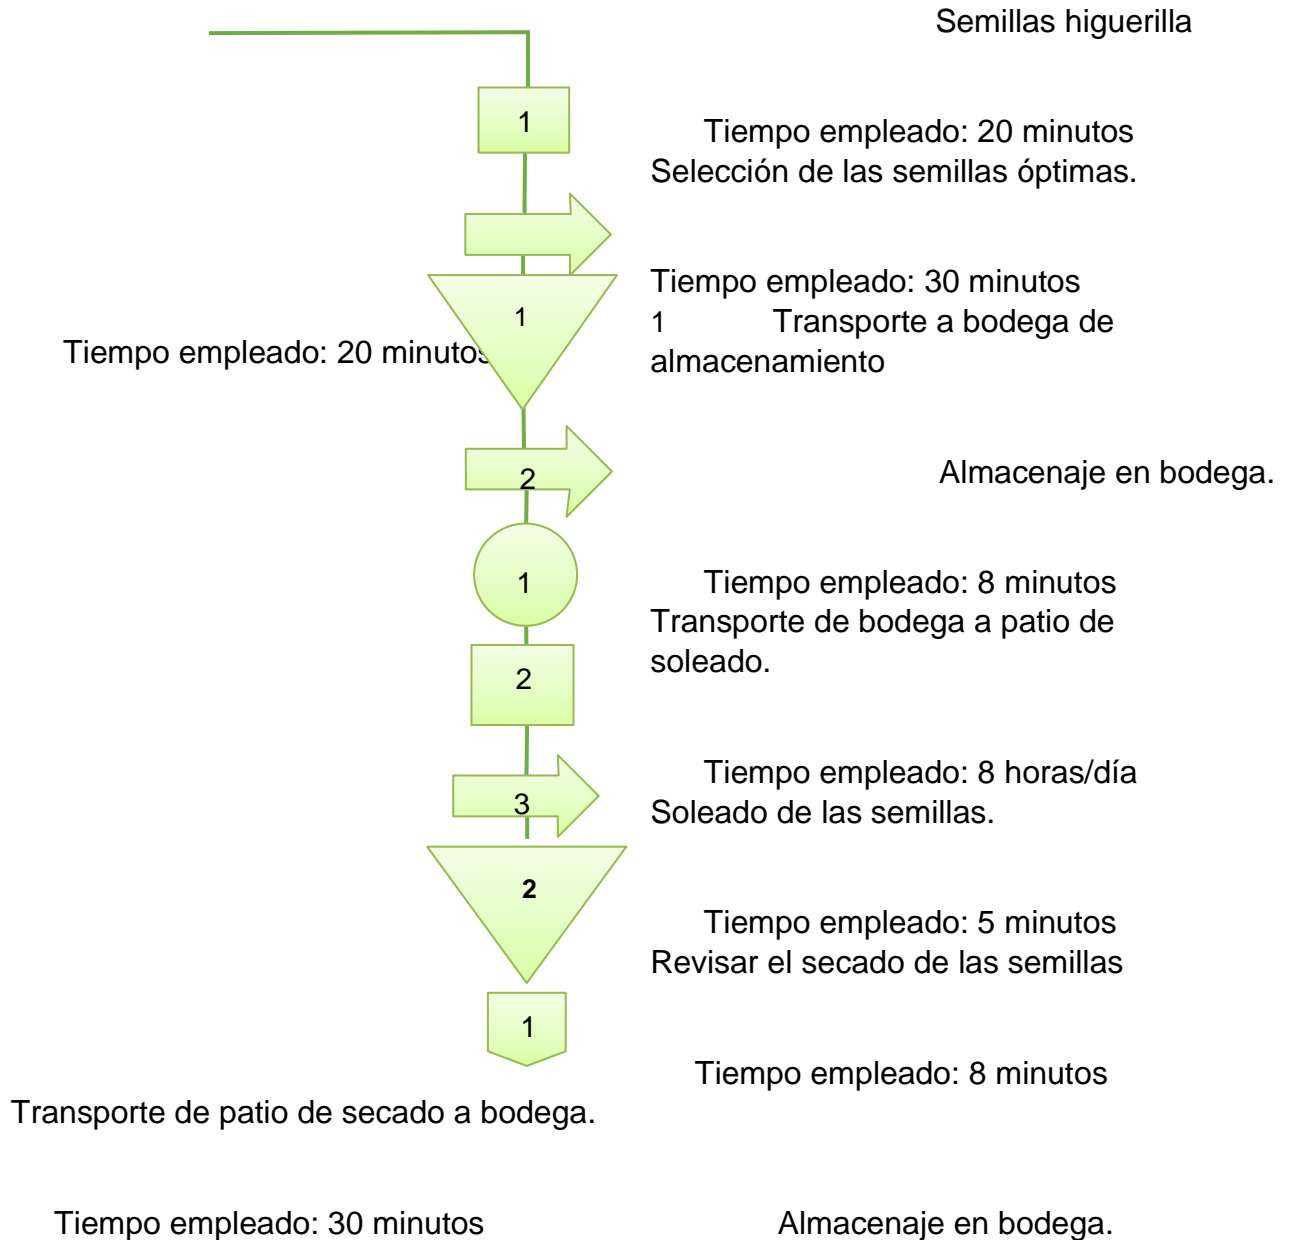 Semillas higuerilla
1
Tiempo empleado: 20 minutos
Selección de las semillas óptimas.
Tiempo empleado: 30 minutos
1
1 Transporte a bodega de
Tiempo empleado: 20 minutos
almacenamiento
2
Almacenaje en bodega.
1
Tiempo empleado: 8 minutos
Transporte de bodega a patio de
soleado.
2
Tiempo empleado: 8 horas/día
3
Soleado de las semillas.
2
Tiempo empleado: 5 minutos
Revisar el secado de las semillas
1
Tiempo empleado: 8 minutos
Transporte de patio de secado a bodega.
Tiempo empleado: 30 minutos
Almacenaje en bodega.